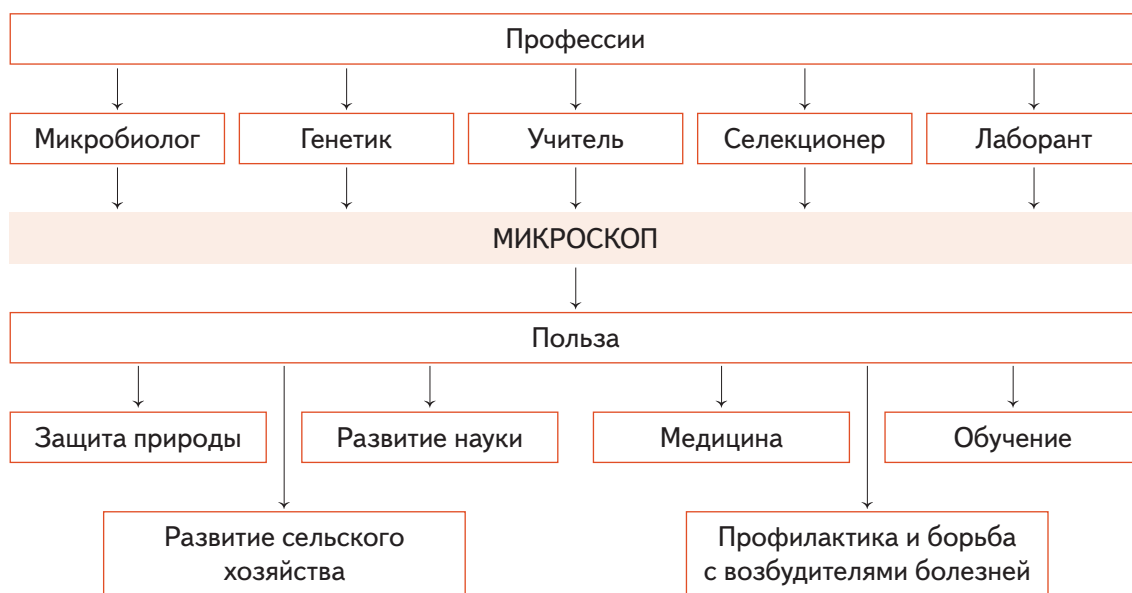 Профессии
Микробиолог
Генетик
Учитель
Селекционер
Лаборант
МИКРОСКОП
Польза
Защита природы
Развитие науки
Медицина
Обучение
Развитие сельского
хозяйства
Профилактика и борьба
с возбудителями болезней